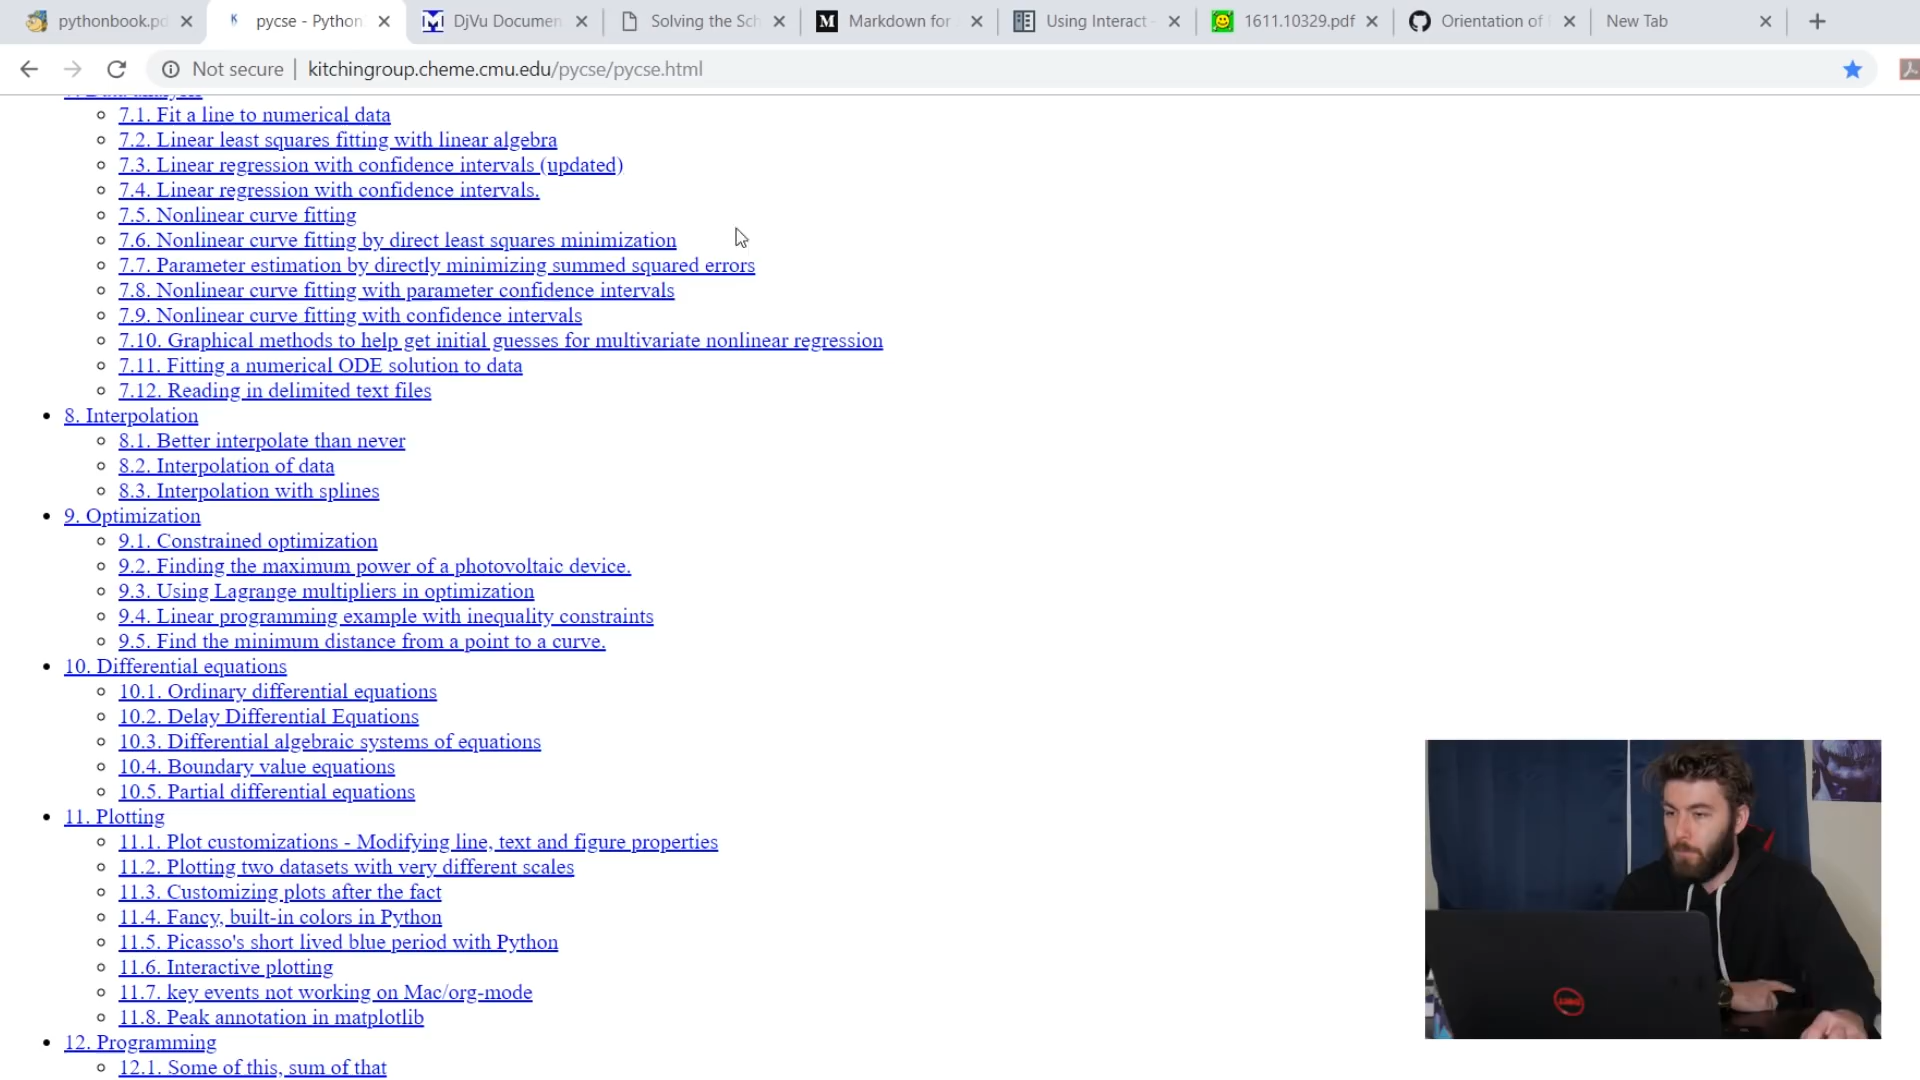 pythonbook.pd
pycse - Python
DjVu Documen
Solving the Sch
Markdown for
Using Interact -
1611.10329.pdf
Orientation of
New Tab
Not secure | kitchingroup.cheme.cmu.edu/pycse/pycse.html
7.1. Fit a line to numerical data
7.2. Linear least squares fitting with linear algebra
7.3. Linear regression with confidence intervals (updated)
7.4. Linear regression with confidence intervals.
7.5. Nonlinear curve fitting
7.6. Nonlinear curve fitting by direct least squares minimization
7.7. Parameter estimation by directly minimizing summed squared errors
7.8. Nonlinear curve fitting with parameter confidence intervals
7.9. Nonlinear curve fitting with confidence intervals
7.10. Graphical methods to help get initial guesses for multivariate nonlinear regression
7.11. Fitting a numerical ODE solution to data
7.12. Reading in delimited text files
8. Interpolation
8.1. Better interpolate than never
8.2. Interpolation of data
8.3. Interpolation with splines
9. Optimization
9.1. Constrained optimization
9.2. Finding the maximum power of a photovoltaic device.
9.3. Using Lagrange multipliers in optimization
9.4. Linear programming example with inequality constraints
9.5. Find the minimum distance from a point to a curve.
10. Differential equations
10.1. Ordinary differential equations
10.2. Delay Differential Equations
10.3. Differential algebraic systems of equations
10.4. Boundary value equations
10.5. Partial differential equations
11. Plotting
11.1. Plot customizations - Modifying line, text and figure properties
11.2. Plotting two datasets with very different scales
11.3. Customizing plots after the fact
11.4. Fancy, built-in colors in Python
11.5. Picasso's short lived blue period with Python
11.6. Interactive plotting
11.7. key events not working on Mac/org-mode
11.8. Peak annotation in matplotlib
12. Programming
12.1. Some of this, sum of that
DELL